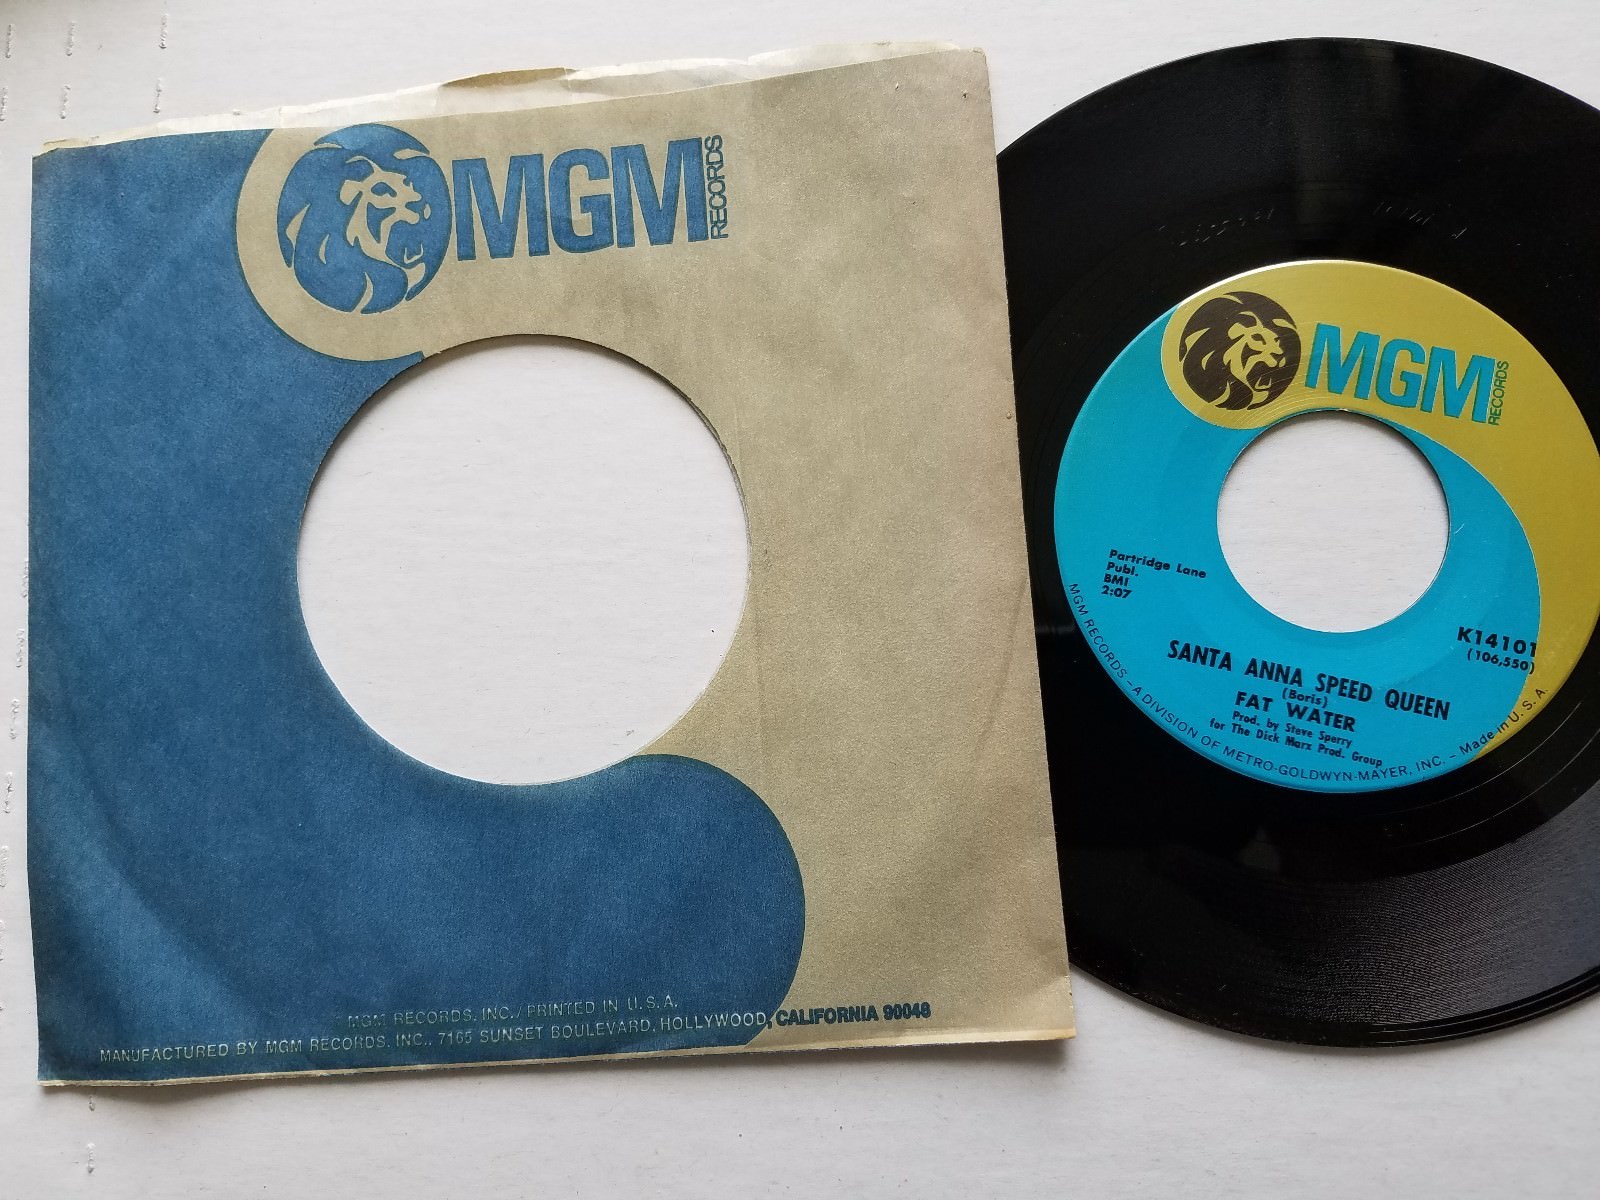 MGM
RECORDS
MGM RECORDS, INC./PRINTED IN U.S.A.
MANUFACTURED BY MGM RECORDS, INC., 7165 SUNSET BOULEVARD, HOLLYWOOD, CALIFORNIA 90046
MGM
RECORDS
Partridge Lane
Publ.
BMI
2:07
K14101
(106,550)
SANTA ANNA SPEED QUEEN
(Boris)
FAT WATER
Prod. by Steve Sperry
for The Dick Marx Prod. Group
MGM RECORDS – A DIVISION OF METRO-GOLDWYN-MAYER, INC. – Made in U.S.A.